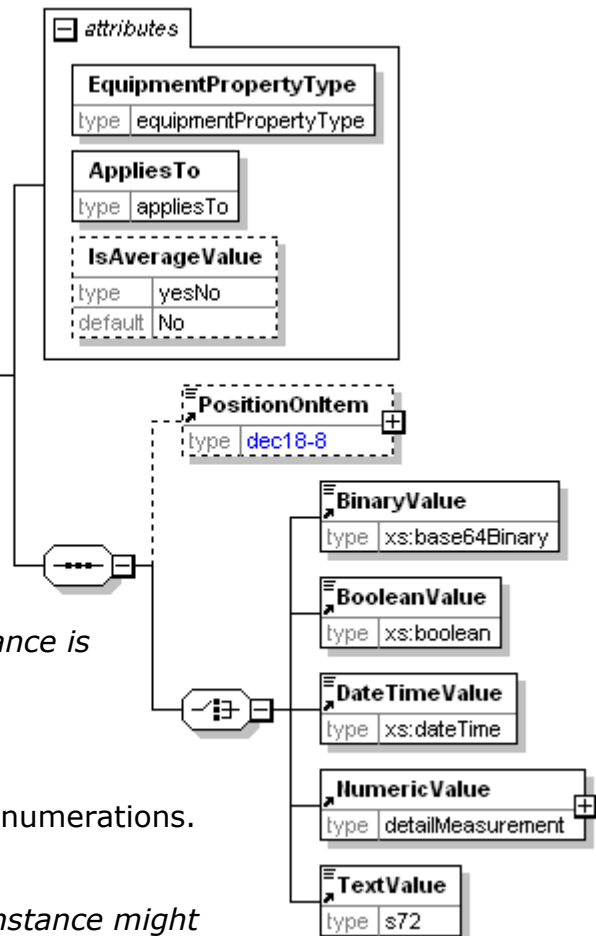 attributes
EquipmentPropertyType
type equipmentPropertyType
AppliesTo
type appliesTo
IsAverageValue
type yesNo
default No
PositionOnItem
type dec18-8
BinaryValue
type xs:base64Binary
BooleanValue
type xs:boolean
ance is
DateTimeValue
type xs:dateTime
NumericValue
type detailMeasurement
numerations.
TextValue
type s72
nstance might